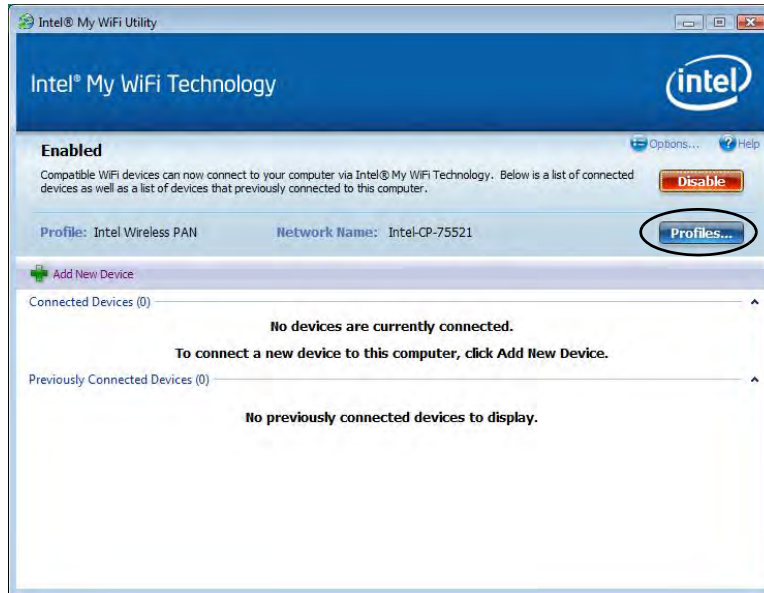 Intel® My WiFi Utility
Intel® My WiFi Technology
intel
Enabled
Options...
Help
Compatible WiFi devices can now connect to your computer via Intel® My WiFi Technology. Below is a list of connected
devices as well as a list of devices that previously connected to this computer.
Disable
Profile: Intel Wireless PAN
Network Name: Intel-CP-75521
Profiles...
Add New Device
Connected Devices (0)
No devices are currently connected.
To connect a new device to this computer, click Add New Device.
Previously Connected Devices (0)
No previously connected devices to display.